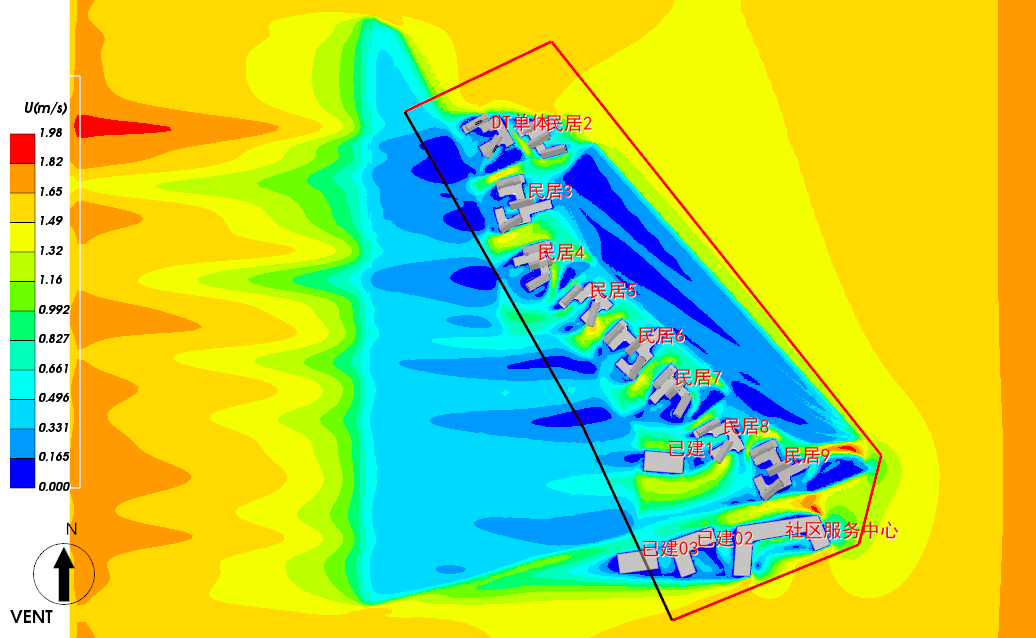 U(m/s)
1.98
1.82
1.65
1.49
1.32
1.16
0.992
0.827
0.661
0.496
0.331
0.165
0.000
N
VENT
DT单体
民居2
民居3
民居4
民居5
民居6
民居7
民居8
已建1
民居9
社区服务中心
已建02
已建03